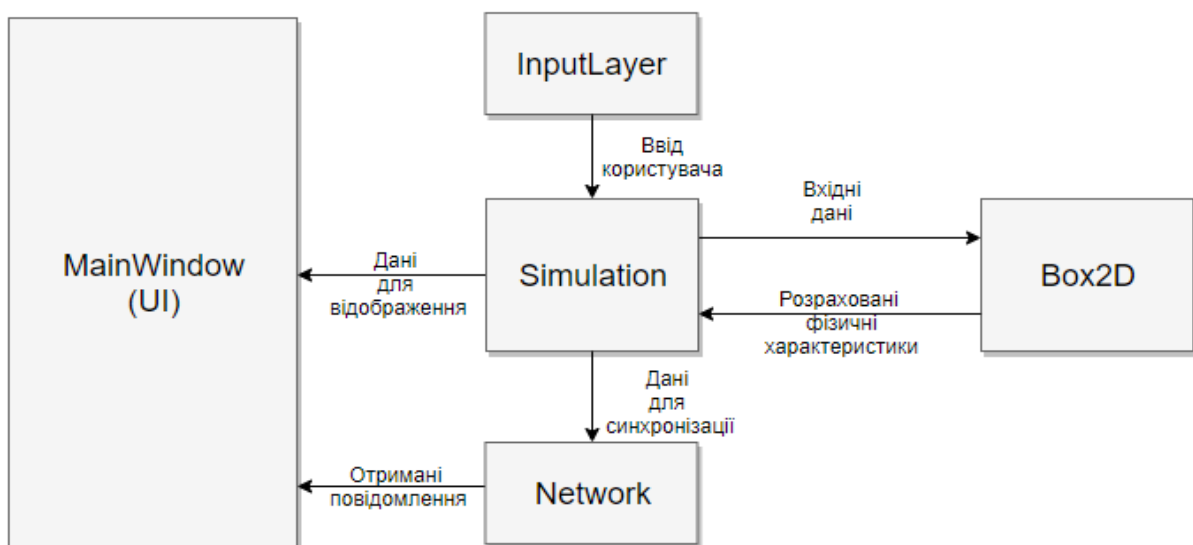 InputLayer
Ввід
користувача
Вхідні
дані
MainWindow
(UI)
Дані
для
відображення
Simulation
Box2D
Розраховані
фізичні
характеристики
Дані
для
синхронізації
Отримані
повідомлення
Network